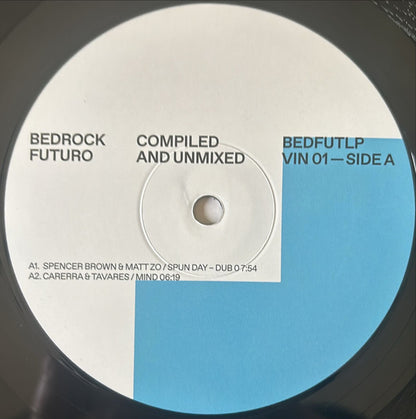 BEDROCK
FUTURO
COMPILED
AND UNMIXED
BEDFUTLP
VIN 01—SIDE A
A1. SPENCER BROWN & MATT ZO / SPUN DAY – DUB 0 7:54
A2. CARERRA & TAVARES / MIND 06:19